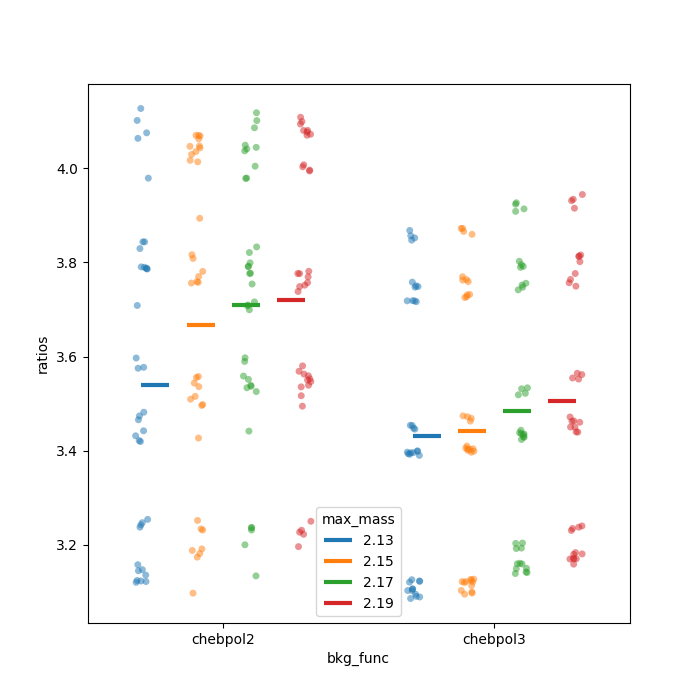 ratios
4.0
3.8
3.6
3.4
3.2
max_mass
2.13
2.15
2.17
2.19
chebpol2
chebpol3
bkg_func